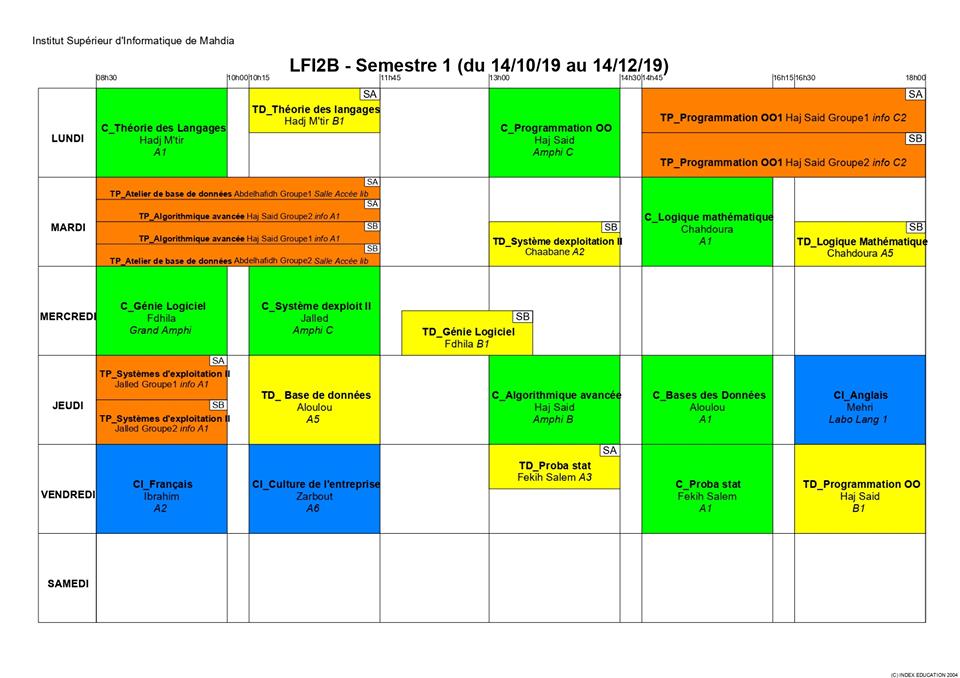 Institut Supérieur d'Informatique de Mahdia
LFI2B - Semestre 1 (du 14/10/19 au 14/12/19)
08h30 10h00 10h15 11h45 13h00 14h30 14h45 16h15 16h30 18h00
LUNDI
C_Théorie des Langages
Hadj M'tir
A1
SA
TD_Théorie des langages
Hadj M'tir B1
C_Programmation OO
Haj Said
Amphi C
SA
TP_Programmation OO1 Haj Said Groupe1 info C2
SB
TP_Programmation OO1 Haj Said Groupe2 info C2
MARDI
SA
TP_Atelier de base de données Abdelhafidh Groupe1 Salle Accée lib
SA
TP_Algorithmique avancée Haj Said Groupe2 info A1
SB
TP_Algorithmique avancée Haj Said Groupe1 info A1
SB
TP_Atelier de base de données Abdelhafidh Groupe2 Salle Accée lib
SB
TD_Système dexploitation II
Chaabane A2
C_Logique mathématique
Chahdoura
A1
SB
TD_Logique Mathématique
Chahdoura A5
MERCREDI
C_Génie Logiciel
Fdhila
Grand Amphi
C_Système dexploit II
Jalled
Amphi C
SB
TD_Génie Logiciel
Fdhila B1
JEUDI
SA
TP_Systèmes d'exploitation II
Jalled Groupe1 info A1
SB
TP_Systèmes d'exploitation II
Jalled Groupe2 info A1
TD_ Base de données
Aloulou
A5
C_Algorithmique avancée
Haj Said
Amphi B
C_Bases des Données
Aloulou
A1
CI_Anglais
Mehri
Labo Lang 1
VENDREDI
CI_Français
Ibrahim
A2
CI_Culture de l'entreprise
Zarbout
A6
SA
TD_Proba stat
Fekih Salem A3
C_Proba stat
Fekih Salem
A1
TD_Programmation OO
Haj Said
B1
SAMEDI
(C) INDEX EDUCATION 2004